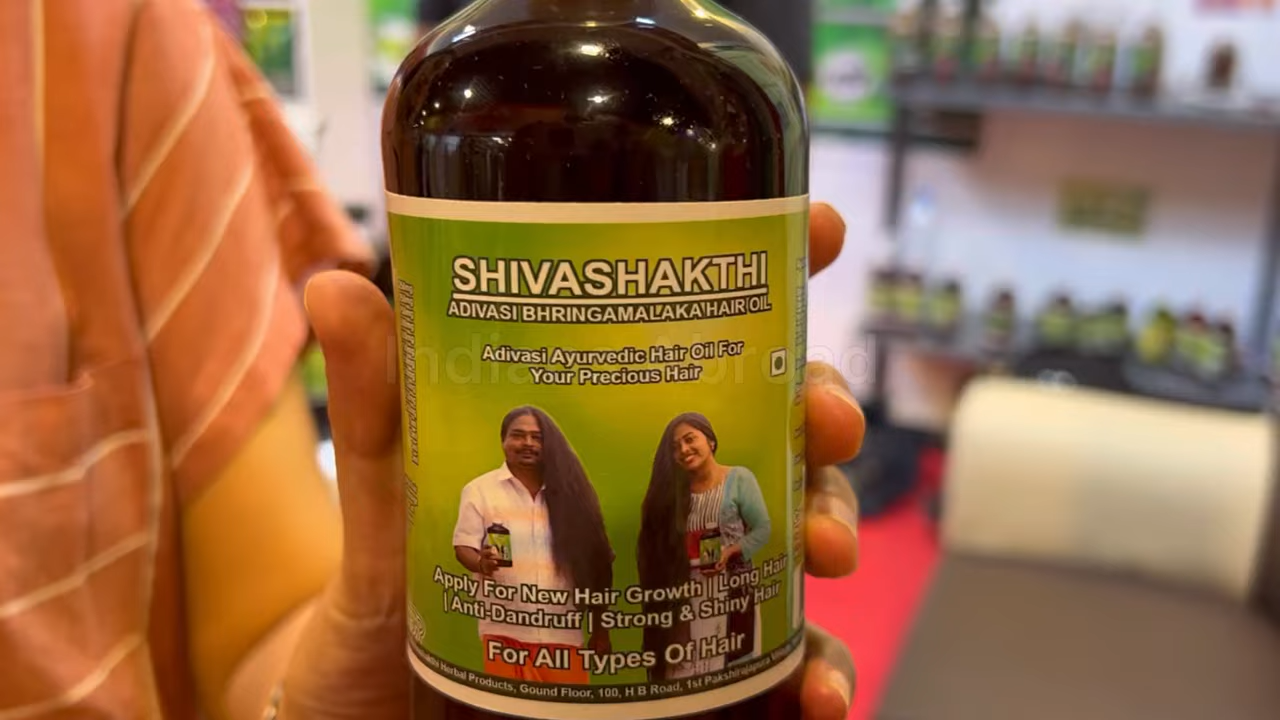 SHIVASHAKTHI
ADIVASI BHRINGAMALAKA HAIR OIL
Adivasi Ayurvedic Hair Oil For
Your Precious Hair
Indians Abroad
Apply For New Hair Growth || Long Hair
| Anti-Dandruff | Strong & Shiny Hair
For All Types Of Hair
Herbal Products, Gound Floor, 100, H B Road, 1st Pakshirajapura